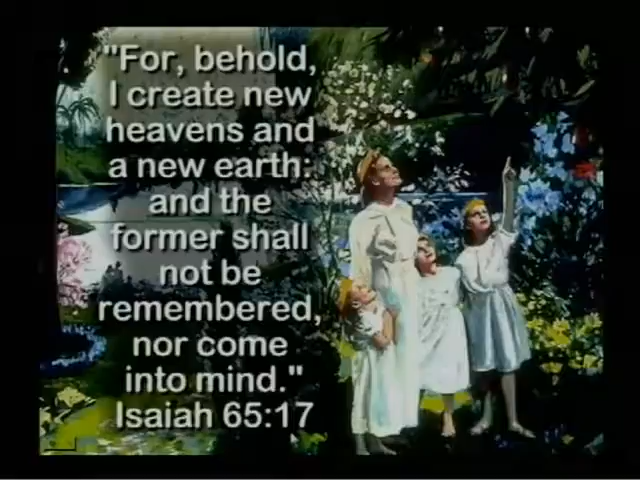 "For, behold,
I create new
heavens and
a new earth:
and the
former shall
not be
remembered,
nor come
into mind."
Isaiah 65:17